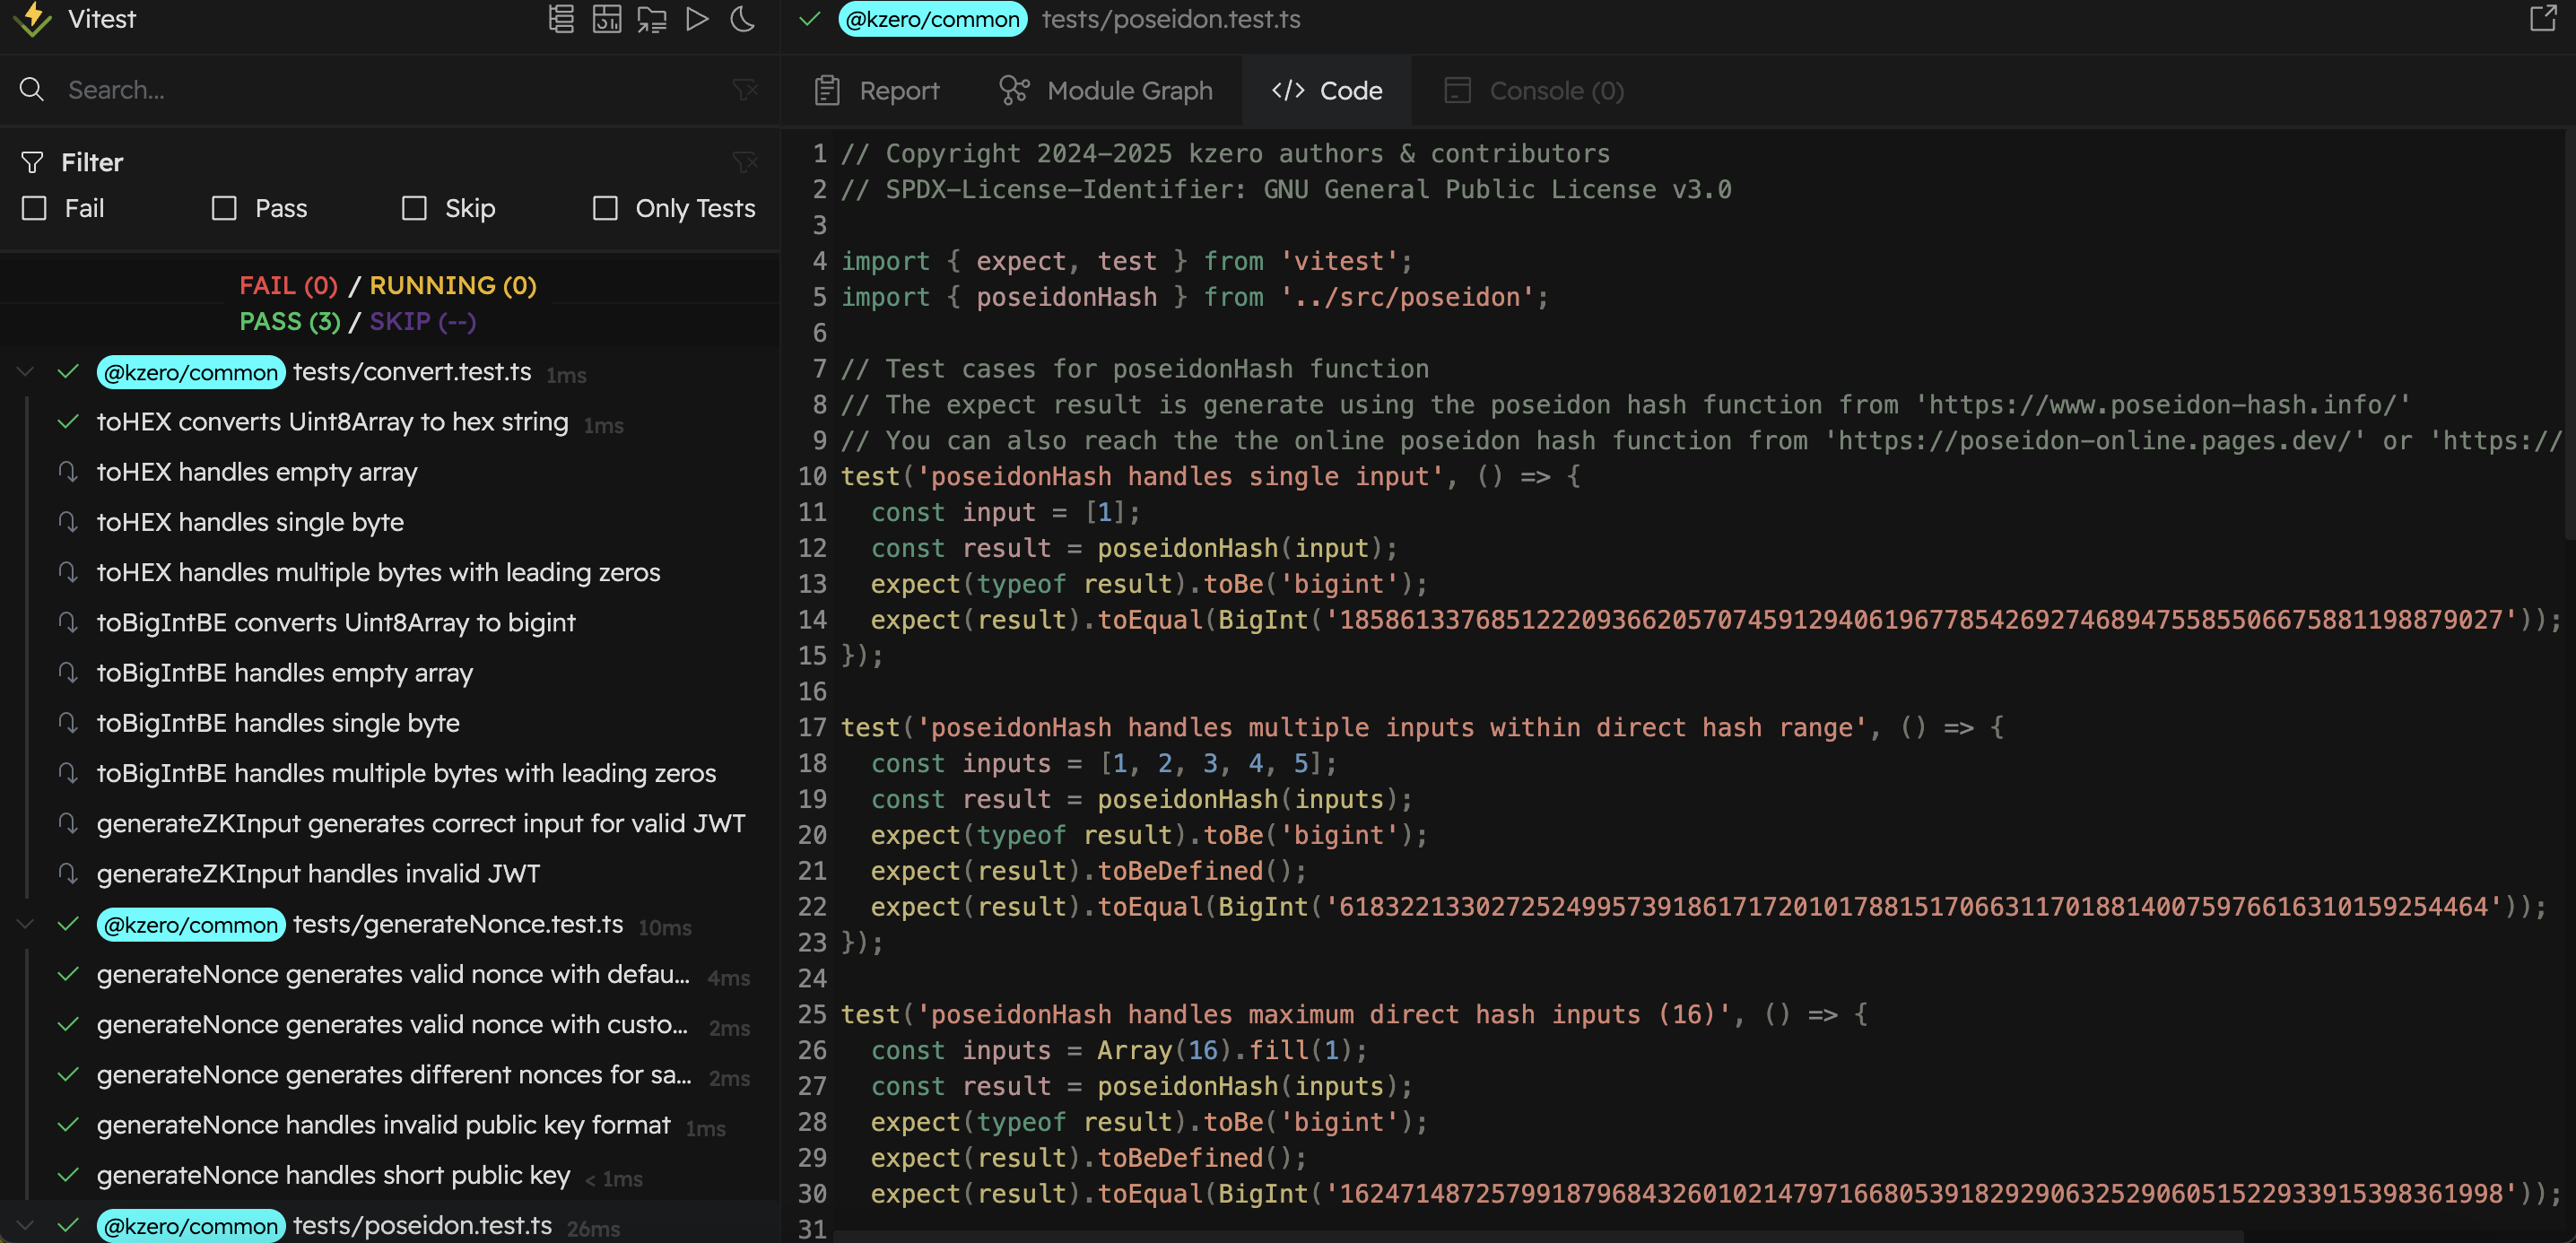 Vitest
Search...
Filter
Fail
Pass
Skip
Only Tests
FAIL (0) / RUNNING (0)
PASS (3) / SKIP (--)
@kzero/common tests/convert.test.ts 1ms
toHEX converts Uint8Array to hex string 1ms
toHEX handles empty array
toHEX handles single byte
toHEX handles multiple bytes with leading zeros
toBigIntBE converts Uint8Array to bigint
toBigIntBE handles empty array
toBigIntBE handles single byte
toBigIntBE handles multiple bytes with leading zeros
generateZKInput generates correct input for valid JWT
generateZKInput handles invalid JWT
@kzero/common tests/generateNonce.test.ts 10ms
generateNonce generates valid nonce with defau... 4ms
generateNonce generates valid nonce with custo... 2ms
generateNonce generates different nonces for sa... 2ms
generateNonce handles invalid public key format 1ms
generateNonce handles short public key < 1ms
@kzero/common tests/poseidon.test.ts 26ms
@kzero/common tests/poseidon.test.ts
Report
Module Graph
</> Code
Console (0)
1 // Copyright 2024-2025 kzero authors & contributors
2 // SPDX-License-Identifier: GNU General Public License v3.0
3
4 import { expect, test } from 'vitest';
5 import { poseidonHash } from '../src/poseidon';
6
7 // Test cases for poseidonHash function
8 // The expect result is generate using the poseidon hash function from 'https://www.poseidon-hash.info/'
9 // You can also reach the the online poseidon hash function from 'https://poseidon-online.pages.dev/' or 'https://
10 test('poseidonHash handles single input', () => {
11   const input = [1];
12   const result = poseidonHash(input);
13   expect(typeof result).toBe('bigint');
14   expect(result).toEqual(BigInt('18586133768512220936620570745912940619677854269274689475585506675881198879027'));
15 });
16
17 test('poseidonHash handles multiple inputs within direct hash range', () => {
18   const inputs = [1, 2, 3, 4, 5];
19   const result = poseidonHash(inputs);
20   expect(typeof result).toBe('bigint');
21   expect(result).toBeDefined();
22   expect(result).toEqual(BigInt('6183221330272524995739186171720101788151706631170188140075976616310159254464'));
23 });
24
25 test('poseidonHash handles maximum direct hash inputs (16)', () => {
26   const inputs = Array(16).fill(1);
27   const result = poseidonHash(inputs);
28   expect(typeof result).toBe('bigint');
29   expect(result).toBeDefined();
30   expect(result).toEqual(BigInt('16247148725799187968432601021479716680539182929063252906051522933915398361998'));
31